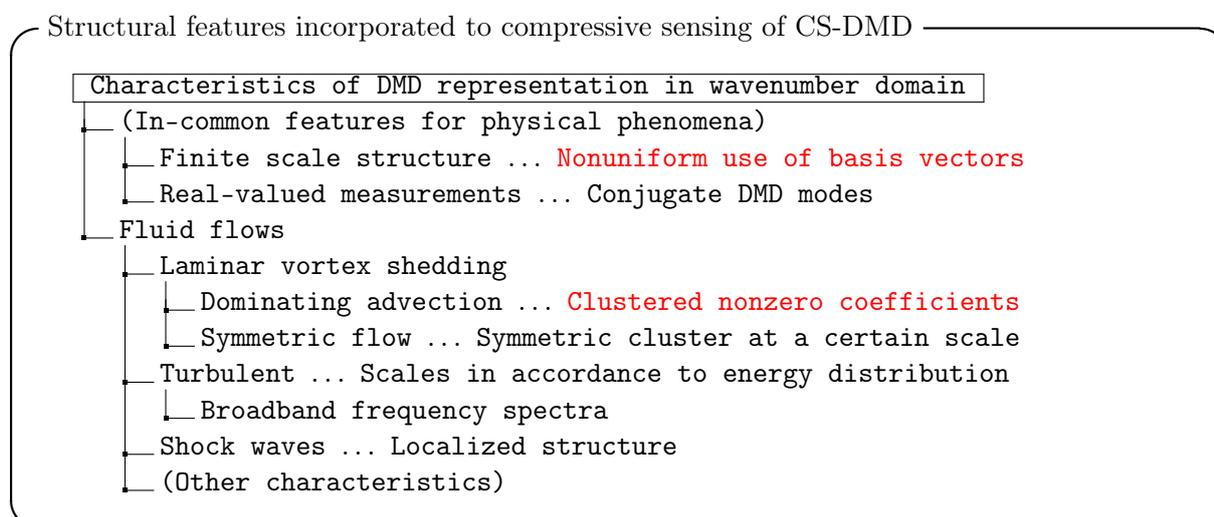 Structural features incorporated to compressive sensing of CS-DMD
Characteristics of DMD representation in wavenumber domain
(In-common features for physical phenomena)
Finite scale structure ... Nonuniform use of basis vectors
Real-valued measurements ... Conjugate DMD modes
Fluid flows
Laminar vortex shedding
Dominating advection ... Clustered nonzero coefficients
Symmetric flow ... Symmetric cluster at a certain scale
Turbulent ... Scales in accordance to energy distribution
Broadband frequency spectra
Shock waves ... Localized structure
(Other characteristics)